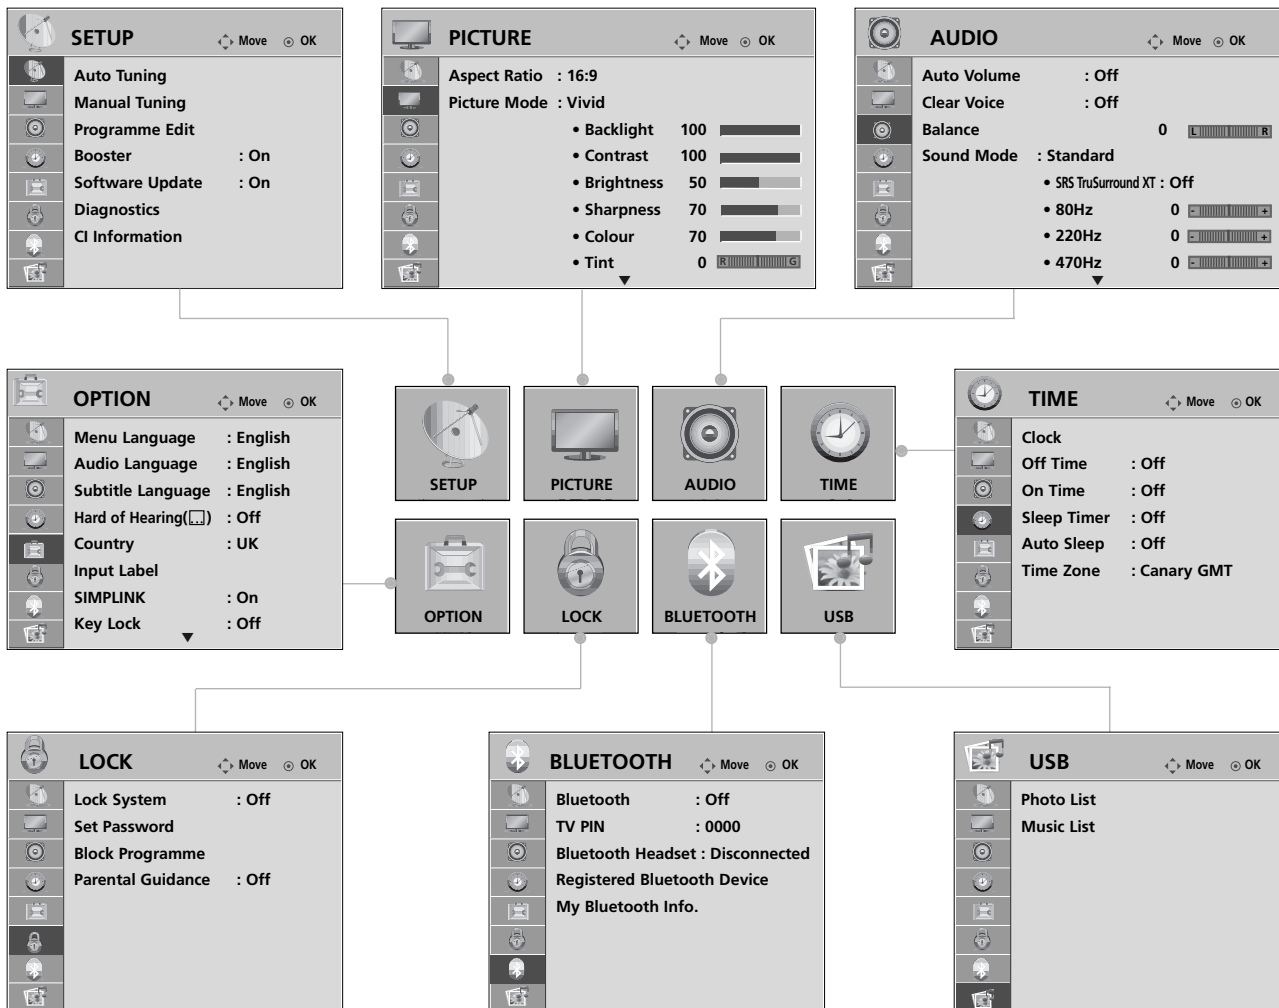 SETUP Move OK
Auto Tuning
Manual Tuning
Programme Edit
Booster : On
Software Update : On
Diagnostics
CI Information
PICTURE Move OK
Aspect Ratio : 16:9
Picture Mode : Vivid
• Backlight 100
• Contrast 100
• Brightness 50
• Sharpness 70
• Colour 70
• Tint 0 R G
AUDIO Move OK
Auto Volume : Off
Clear Voice : Off
Balance 0 L R
Sound Mode : Standard
• SRS TruSurround XT : Off
• 80Hz 0 - +
• 220Hz 0 - +
• 470Hz 0 - +
OPTION Move OK
Menu Language : English
Audio Language : English
Subtitle Language : English
Hard of Hearing( ) : Off
Country : UK
Input Label
SIMPLINK : On
Key Lock : Off
SETUP
PICTURE
AUDIO
TIME
OPTION
LOCK
BLUETOOTH
USB
TIME Move OK
Clock
Off Time : Off
On Time : Off
Sleep Timer : Off
Auto Sleep : Off
Time Zone : Canary GMT
LOCK Move OK
Lock System : Off
Set Password
Block Programme
Parental Guidance : Off
BLUETOOTH Move OK
Bluetooth : Off
TV PIN : 0000
Bluetooth Headset : Disconnected
Registered Bluetooth Device
My Bluetooth Info.
USB Move OK
Photo List
Music List